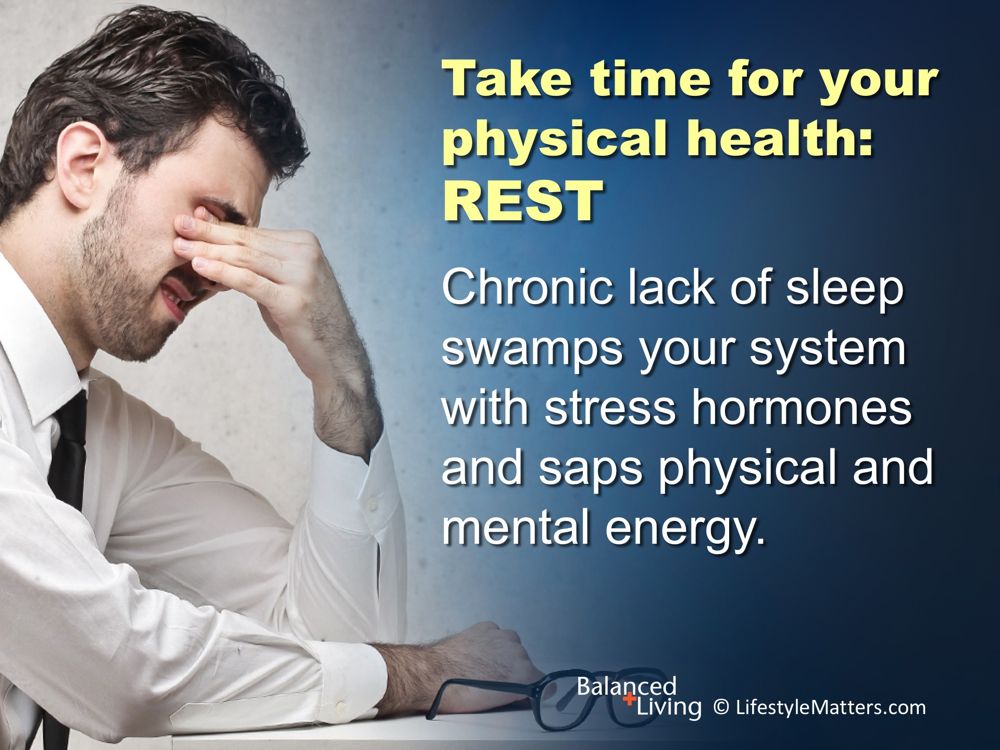 Take time for your
physical health:
REST
Chronic lack of sleep
swamps your system
with stress hormones
and saps physical and
mental energy.
Balanced
+Living © LifestyleMatters.com